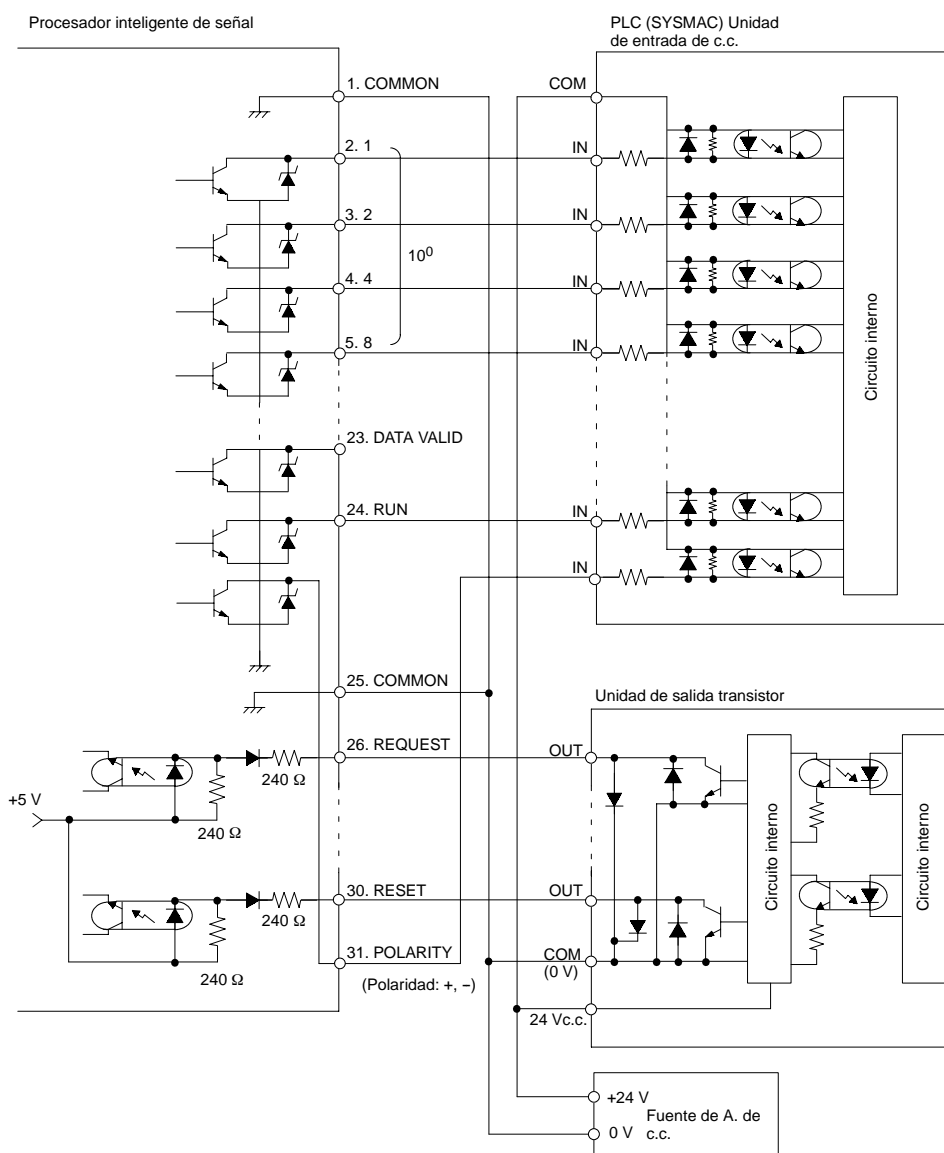 Procesador inteligente de señal
PLC (SYSMAC) Unidad
de entrada de c.c.
1. COMMON
COM
2. 1
IN
3. 2
IN
10⁰
4. 4
IN
5. 8
IN
Circuito interno
23. DATA VALID
24. RUN
IN
IN
25. COMMON
Unidad de salida transistor
26. REQUEST
OUT
240 Ω
+5 V
240 Ω
Circuito interno
Circuito interno
30. RESET
OUT
240 Ω
31. POLARITY
COM
(0 V)
240 Ω
(Polaridad: +, –)
24 Vc.c.
+24 V
Fuente de A. de
c.c.
0 V